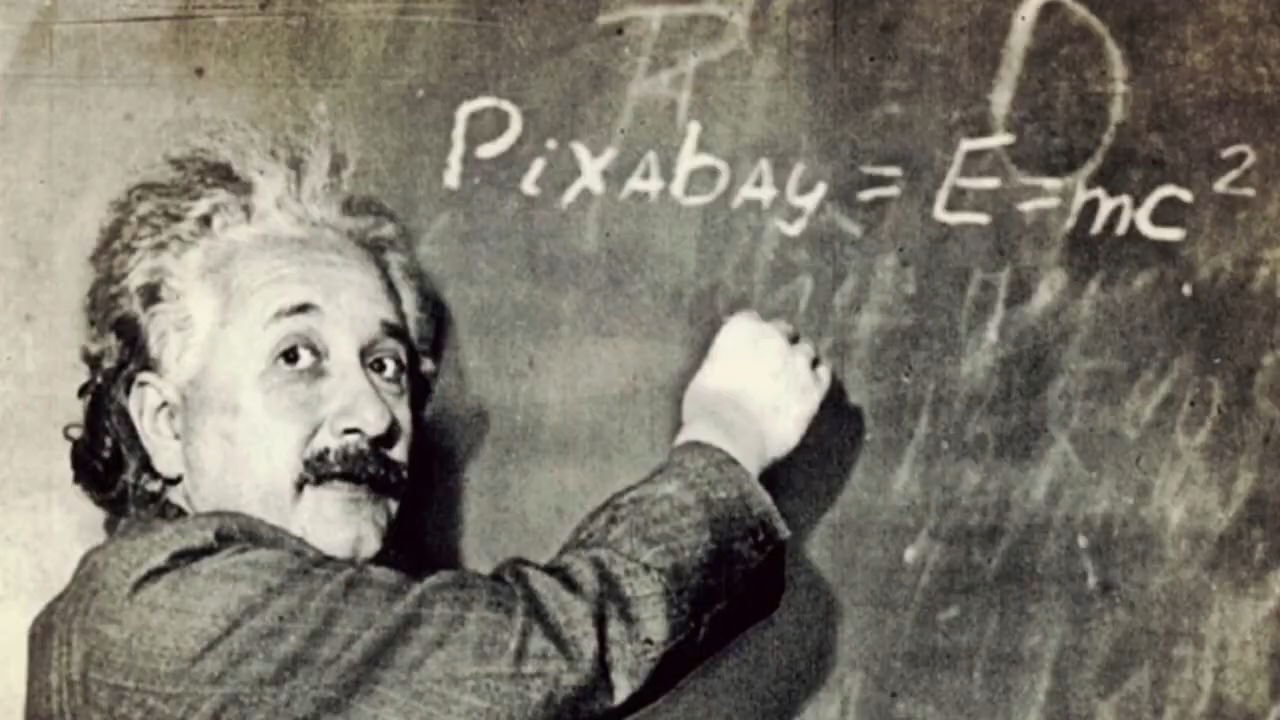 PixAbAy = E=mc²